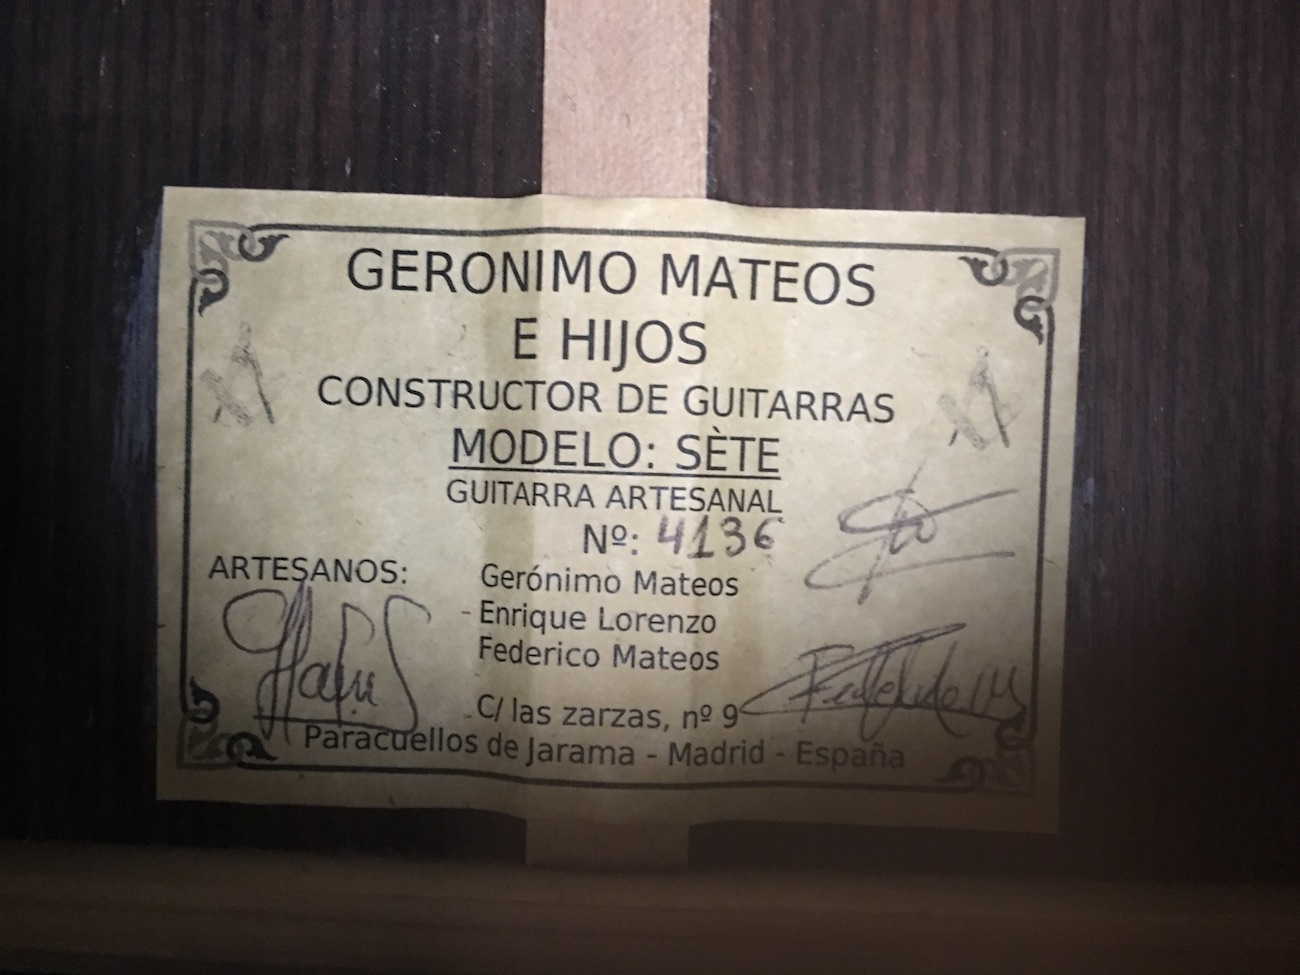 GERONIMO MATEOS
E HIJOS
CONSTRUCTOR DE GUITARRAS
MODELO: SÈTE
GUITARRA ARTESANAL
Nº: 4136
ARTESANOS: Gerónimo Mateos
- Enrique Lorenzo
Federico Mateos
C/ las zarzas, nº 9
Paracuellos de Jarama - Madrid - España